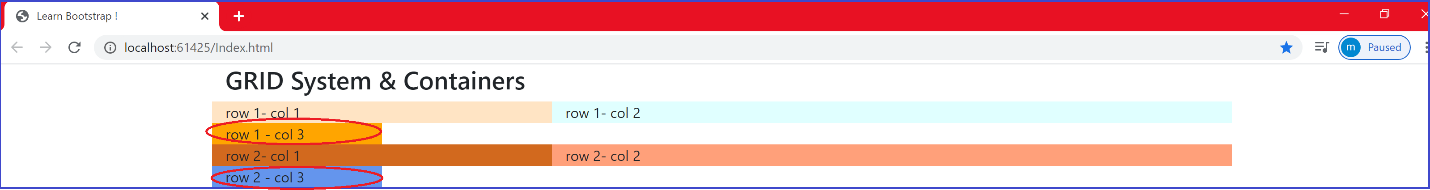 Learn Bootstrap !
localhost:61425/Index.html
m Paused
GRID System & Containers
row 1- col 1 row 1- col 2
row 1 - col 3
row 2- col 1 row 2- col 2
row 2 - col 3